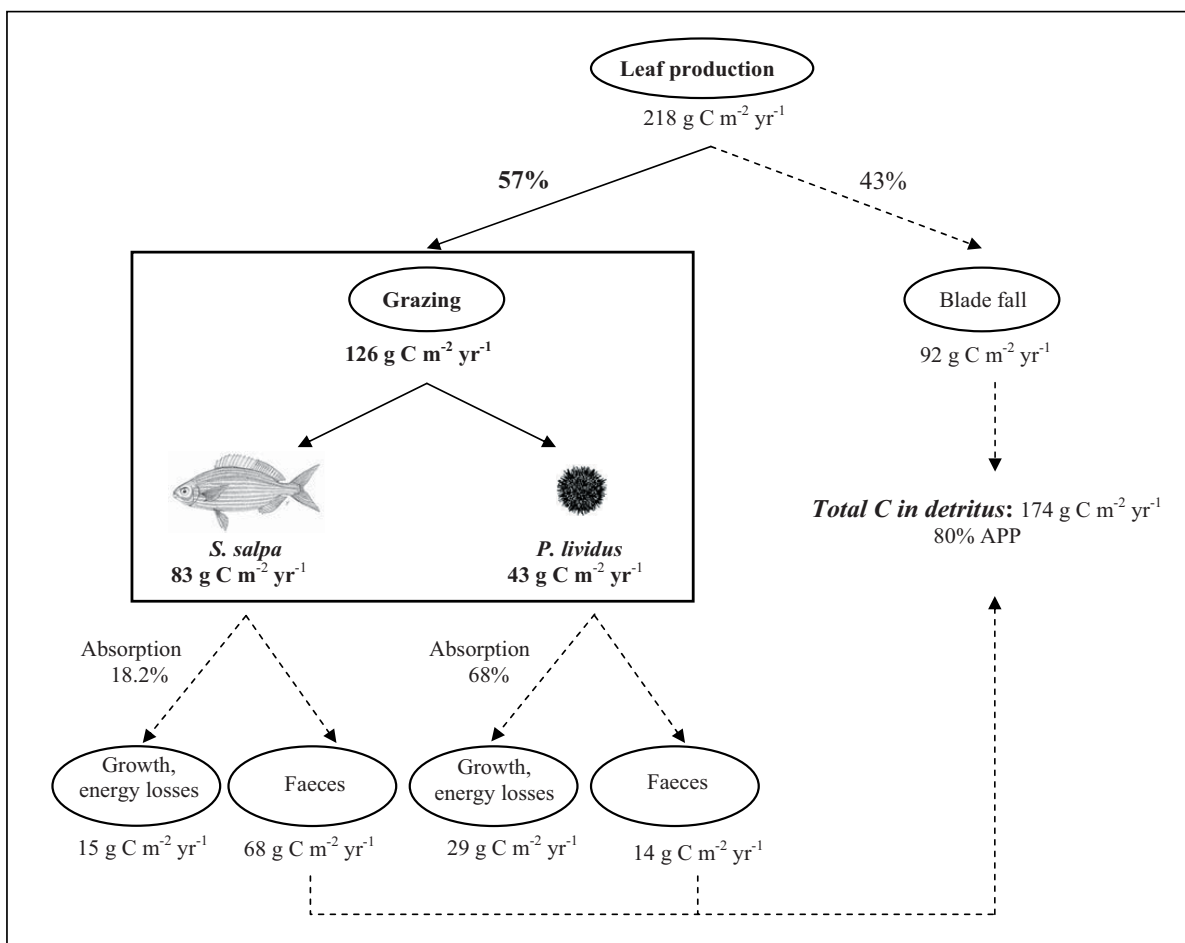 Leaf production
218 g C m⁻² yr⁻¹
57%
43%
Grazing
126 g C m⁻² yr⁻¹
Blade fall
92 g C m⁻² yr⁻¹
S. salpa
83 g C m⁻² yr⁻¹
P. lividus
43 g C m⁻² yr⁻¹
Total C in detritus: 174 g C m⁻² yr⁻¹
80% APP
Absorption
18.2%
Absorption
68%
Growth,
energy losses
15 g C m⁻² yr⁻¹
Faeces
68 g C m⁻² yr⁻¹
Growth,
energy losses
29 g C m⁻² yr⁻¹
Faeces
14 g C m⁻² yr⁻¹